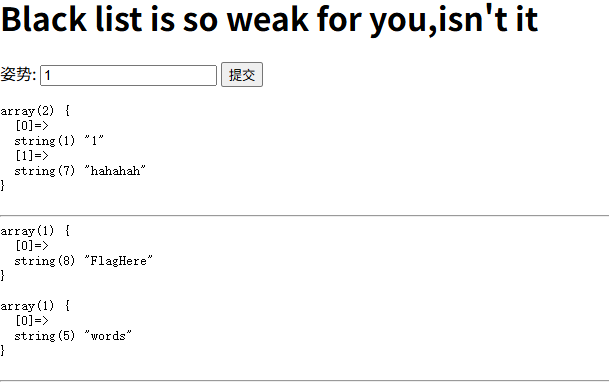 Black list is so weak for you,isn't it
姿势: 1 提交
array(2) {
  [0]=>
  string(1) "1"
  [1]=>
  string(7) "hahahah"
}
array(1) {
  [0]=>
  string(8) "FlagHere"
}
array(1) {
  [0]=>
  string(5) "words"
}